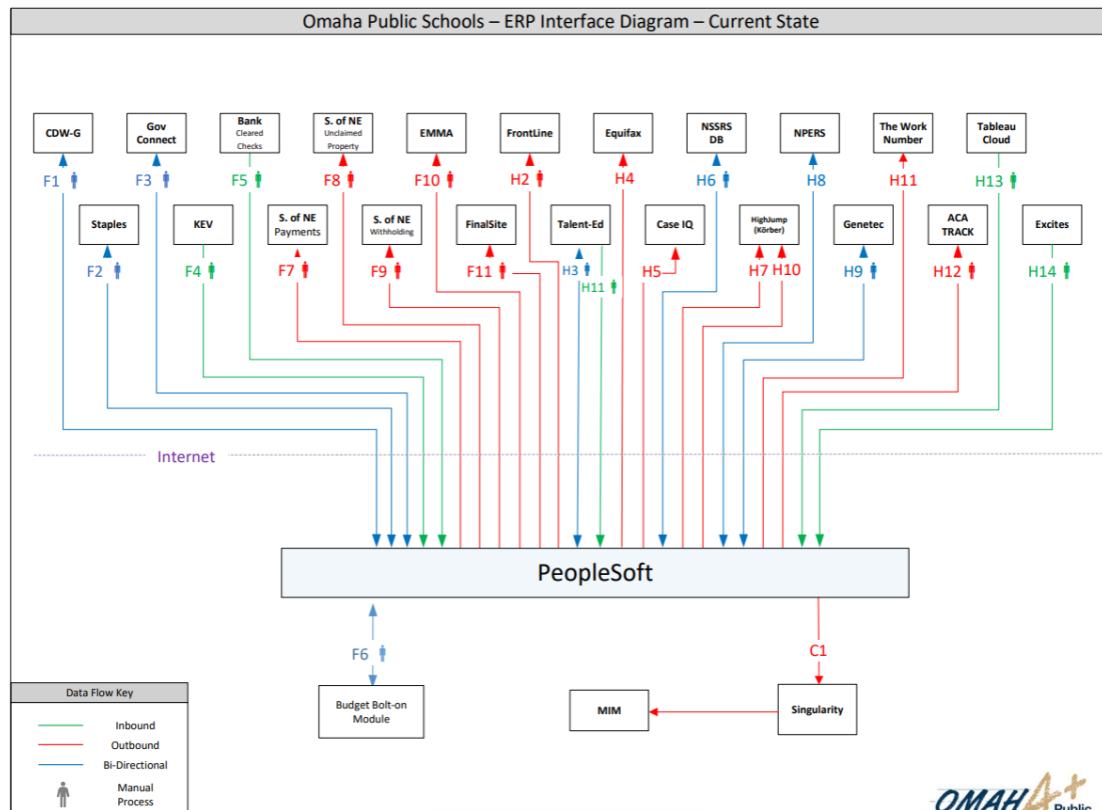 Omaha Public Schools – ERP Interface Diagram – Current State
CDW-G
Gov
Connect
Bank
Cleared
Checks
S. of NE
Unclaimed
Property
EMMA
FrontLine
Equifax
NSSRS
DB
NPERS
The Work
Number
Tableau
Cloud
F1
F3
F5
F8
F10
H2
H4
H6
H8
H11
H13
Staples
KEV
S. of NE
Payments
S. of NE
Withholding
FinalSite
Talent-Ed
Case IQ
HighJump
(Körber)
Genetec
ACA
TRACK
Excites
F2
F4
F7
F9
F11
H3
H11
H5
H7
H10
H9
H12
H14
Internet
PeopleSoft
F6
C1
Budget Bolt-on
Module
MIM
Singularity
Data Flow Key
Inbound
Outbound
Bi-Directional
Manual
Process
OMAHA A+
Public